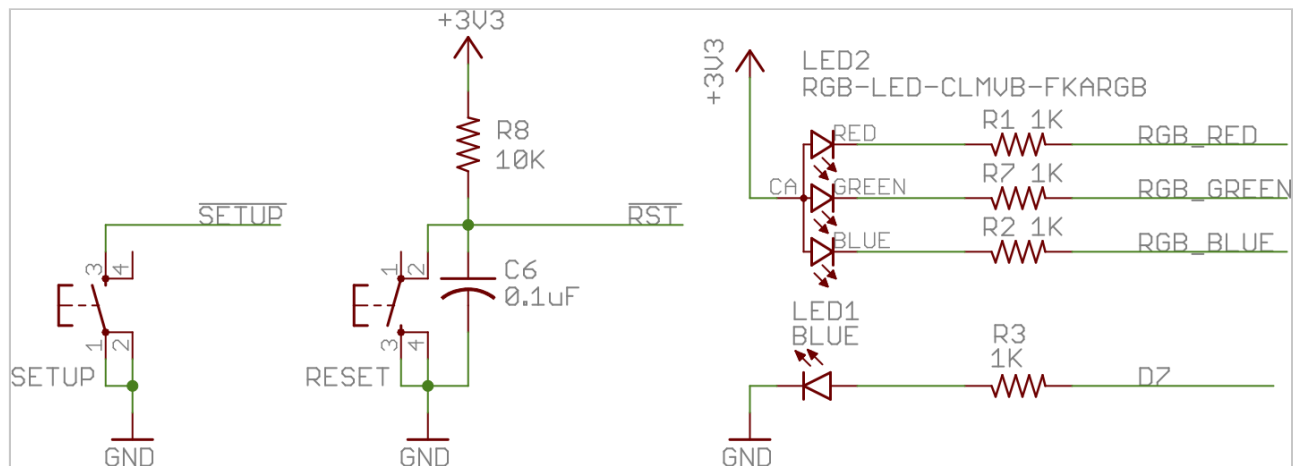 +3V3
R8
10K
SETUP
3
4
1
2
SETUP
GND
RST
1
2
C6
0.1uF
3
4
RESET
GND
+3V3
LED2
RGB-LED-CLMVB-FKARGB
RED
R1 1K
RGB_RED
CA
GREEN
R7 1K
RGB_GREEN
BLUE
R2 1K
RGB_BLUE
LED1
BLUE
R3
1K
D7
GND